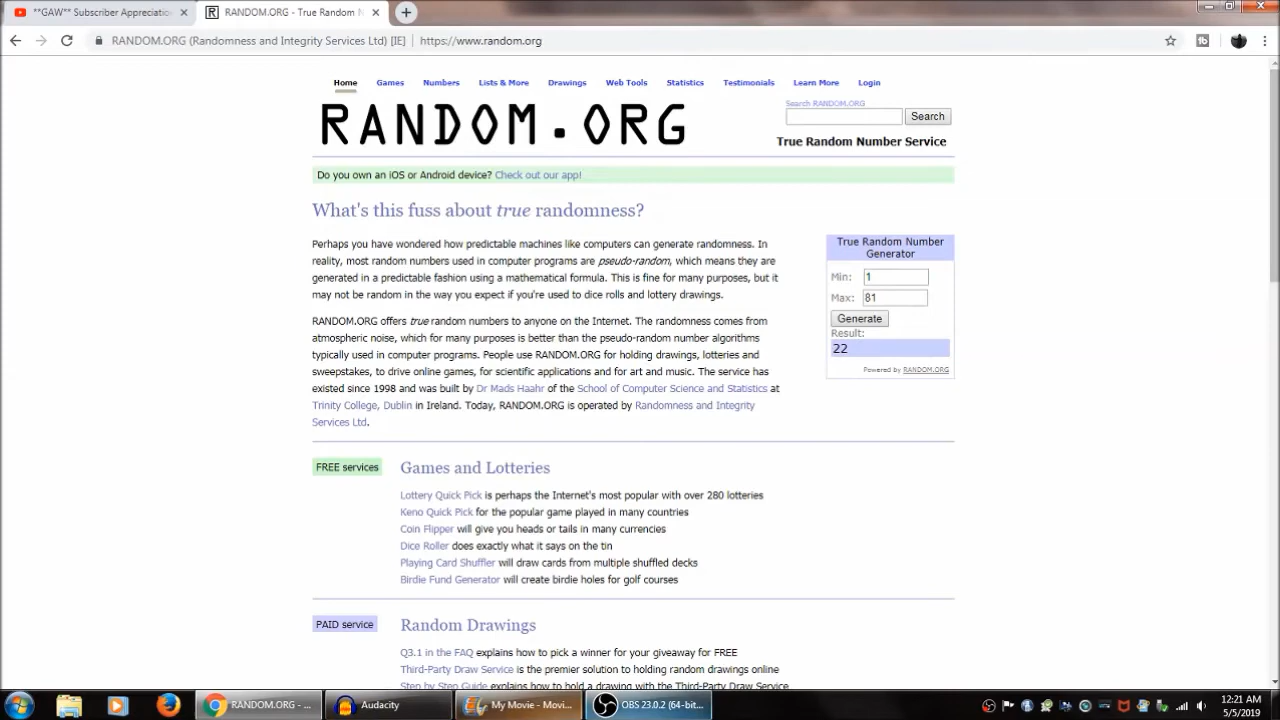 **GAW** Subscriber Appreciatio
RANDOM.ORG - True Random N
RANDOM.ORG (Randomness and Integrity Services Ltd) [IE] | https://www.random.org
Home Games Numbers Lists & More Drawings Web Tools Statistics Testimonials Learn More Login
RANDOM.ORG
Search RANDOM.ORG
Search
True Random Number Service
Do you own an iOS or Android device? Check out our app!
What's this fuss about true randomness?
Perhaps you have wondered how predictable machines like computers can generate randomness. In
reality, most random numbers used in computer programs are pseudo-random, which means they are
generated in a predictable fashion using a mathematical formula. This is fine for many purposes, but it
may not be random in the way you expect if you're used to dice rolls and lottery drawings.
RANDOM.ORG offers true random numbers to anyone on the Internet. The randomness comes from
atmospheric noise, which for many purposes is better than the pseudo-random number algorithms
typically used in computer programs. People use RANDOM.ORG for holding drawings, lotteries and
sweepstakes, to drive online games, for scientific applications and for art and music. The service has
existed since 1998 and was built by Dr Mads Haahr of the School of Computer Science and Statistics at
Trinity College, Dublin in Ireland. Today, RANDOM.ORG is operated by Randomness and Integrity
Services Ltd.
True Random Number
Generator
Min: 1
Max: 81
Generate
Result:
22
Powered by RANDOM.ORG
FREE services
Games and Lotteries
Lottery Quick Pick is perhaps the Internet's most popular with over 280 lotteries
Keno Quick Pick for the popular game played in many countries
Coin Flipper will give you heads or tails in many currencies
Dice Roller does exactly what it says on the tin
Playing Card Shuffler will draw cards from multiple shuffled decks
Birdie Fund Generator will create birdie holes for golf courses
PAID service
Random Drawings
Q3.1 in the FAQ explains how to pick a winner for your giveaway for FREE
Third-Party Draw Service is the premier solution to holding random drawings online
Step by Step Guide explains how to hold a drawing with the Third-Party Draw Service
RANDOM.ORG - ...
Audacity
My Movie - Movi...
OBS 23.0.2 (64-bit...
12:21 AM
5/5/2019